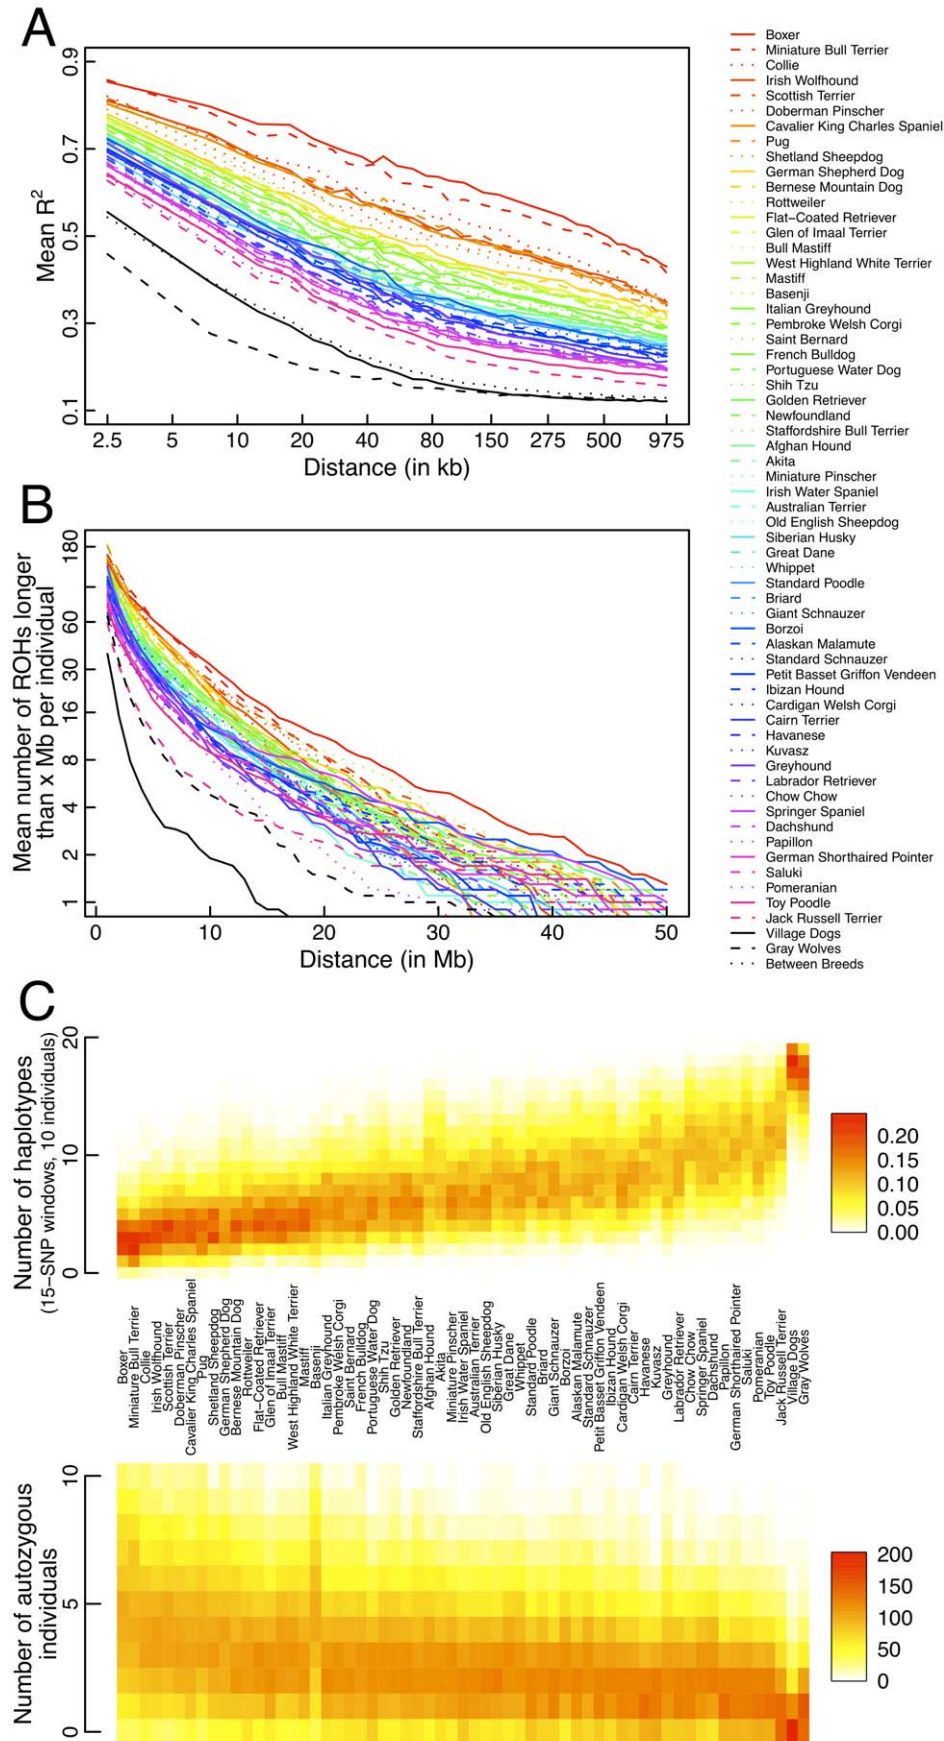 A
0.9
0.7
0.5
0.3
0.1
Mean R2
2.5 5 10 20 40 80 150 275 500 975
Distance (in kb)
Boxer
Miniature Bull Terrier
Collie
Irish Wolfhound
Scottish Terrier
Doberman Pinscher
Cavalier King Charles Spaniel
Pug
Shetland Sheepdog
German Shepherd Dog
Bernese Mountain Dog
Rottweiler
Flat−Coated Retriever
Glen of Imaal Terrier
Bull Mastiff
West Highland White Terrier
Mastiff
Basenji
Italian Greyhound
Pembroke Welsh Corgi
Saint Bernard
French Bulldog
Portuguese Water Dog
Shih Tzu
Golden Retriever
Newfoundland
Staffordshire Bull Terrier
Afghan Hound
Akita
Miniature Pinscher
Irish Water Spaniel
Australian Terrier
Old English Sheepdog
Siberian Husky
Great Dane
Whippet
Standard Poodle
Briard
Giant Schnauzer
Borzoi
Alaskan Malamute
Standard Schnauzer
Petit Basset Griffon Vendeen
Ibizan Hound
Cardigan Welsh Corgi
Cairn Terrier
Havanese
Kuvasz
Greyhound
Labrador Retriever
Chow Chow
Springer Spaniel
Dachshund
Papillon
German Shorthaired Pointer
Saluki
Pomeranian
Toy Poodle
Jack Russell Terrier
Village Dogs
Gray Wolves
Between Breeds
B
180
60
30
16
8
4
2
1
Mean number of ROHs longer
than x Mb per individual
0 10 20 30 40 50
Distance (in Mb)
C
20
10
0
Number of haplotypes
(15−SNP windows, 10 individuals)
0.20
0.15
0.10
0.05
0.00
Boxer
Miniature Bull Terrier
Collie
Irish Wolfhound
Scottish Terrier
Doberman Pinscher
Cavalier King Charles Spaniel
Pug
Shetland Sheepdog
German Shepherd Dog
Bernese Mountain Dog
Rottweiler
Flat−Coated Retriever
Glen of Imaal Terrier
Bull Mastiff
West Highland White Terrier
Mastiff
Basenji
Italian Greyhound
Pembroke Welsh Corgi
Saint Bernard
French Bulldog
Portuguese Water Dog
Shih Tzu
Golden Retriever
Newfoundland
Staffordshire Bull Terrier
Afghan Hound
Akita
Miniature Pinscher
Irish Water Spaniel
Australian Terrier
Old English Sheepdog
Siberian Husky
Great Dane
Whippet
Standard Poodle
Briard
Giant Schnauzer
Borzoi
Alaskan Malamute
Standard Schnauzer
Petit Basset Griffon Vendeen
Ibizan Hound
Cardigan Welsh Corgi
Cairn Terrier
Havanese
Kuvasz
Greyhound
Labrador Retriever
Chow Chow
Springer Spaniel
Dachshund
Papillon
German Shorthaired Pointer
Saluki
Pomeranian
Toy Poodle
Jack Russell Terrier
Village Dogs
Gray Wolves
10
5
0
Number of autozygous
individuals
200
150
100
50
0